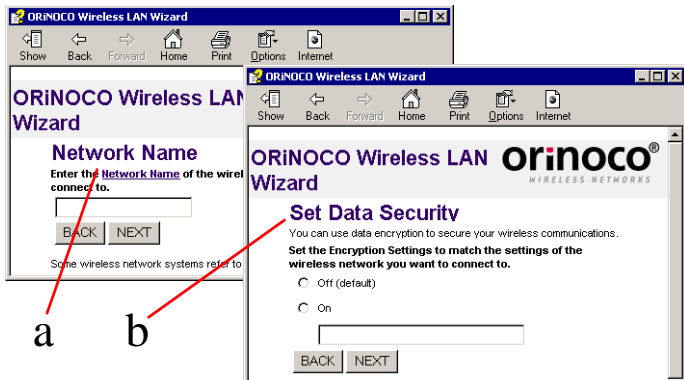 ORiNOCO Wireless LAN Wizard
Show Back Forward Home Print Options Internet
ORiNOCO Wireless LAN
Wizard
Network Name
Enter the Network Name of the
connect to.
BACK NEXT
Some wireless network systems refer to
ORiNOCO Wireless LAN Wizard
Show Back Forward Home Print Options Internet
ORiNOCO Wireless LAN
Wizard
orinoco®
WIRELESS NETWORKS
Set Data Security
You can use data encryption to secure your wireless communications.
Set the Encryption Settings to match the settings of the
wireless network you want to connect to.
Off (default)
On
BACK NEXT
a b